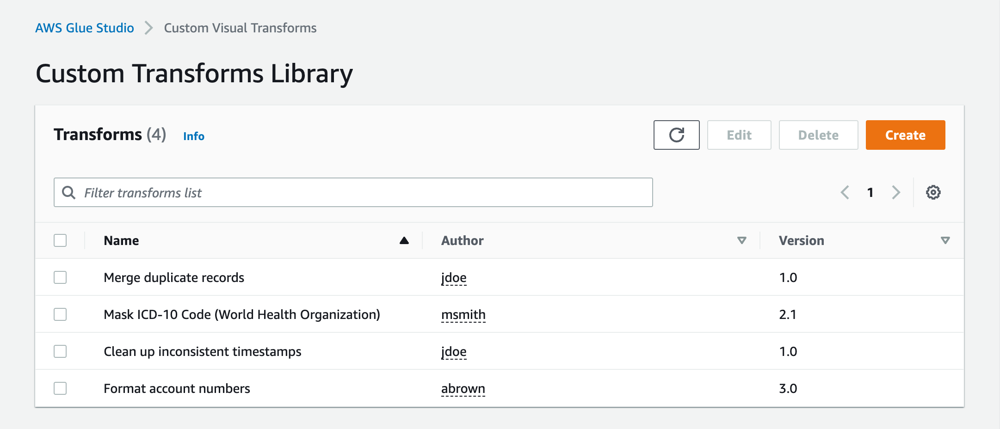 AWS Glue Studio > Custom Visual Transforms
Custom Transforms Library
Transforms (4) Info Edit Delete Create
Filter transforms list 1
Name Author Version
Merge duplicate records jdoe 1.0
Mask ICD-10 Code (World Health Organization) msmith 2.1
Clean up inconsistent timestamps jdoe 1.0
Format account numbers abrown 3.0